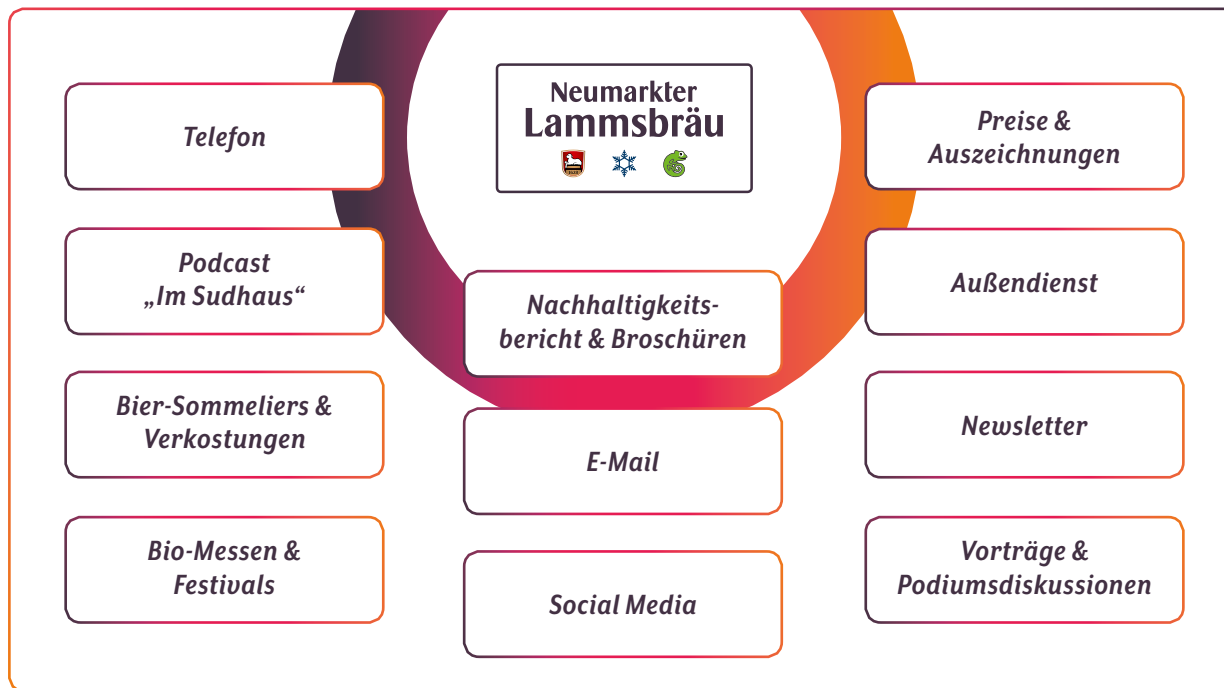 Neumarkter
Lammsbräu
Telefon
Podcast
„Im Sudhaus“
Bier-Sommeliers &
Verkostungen
Bio-Messen &
Festivals
Nachhaltigkeits-
bericht & Broschüren
E-Mail
Social Media
Preise &
Auszeichnungen
Außendienst
Newsletter
Vorträge &
Podiumsdiskussionen